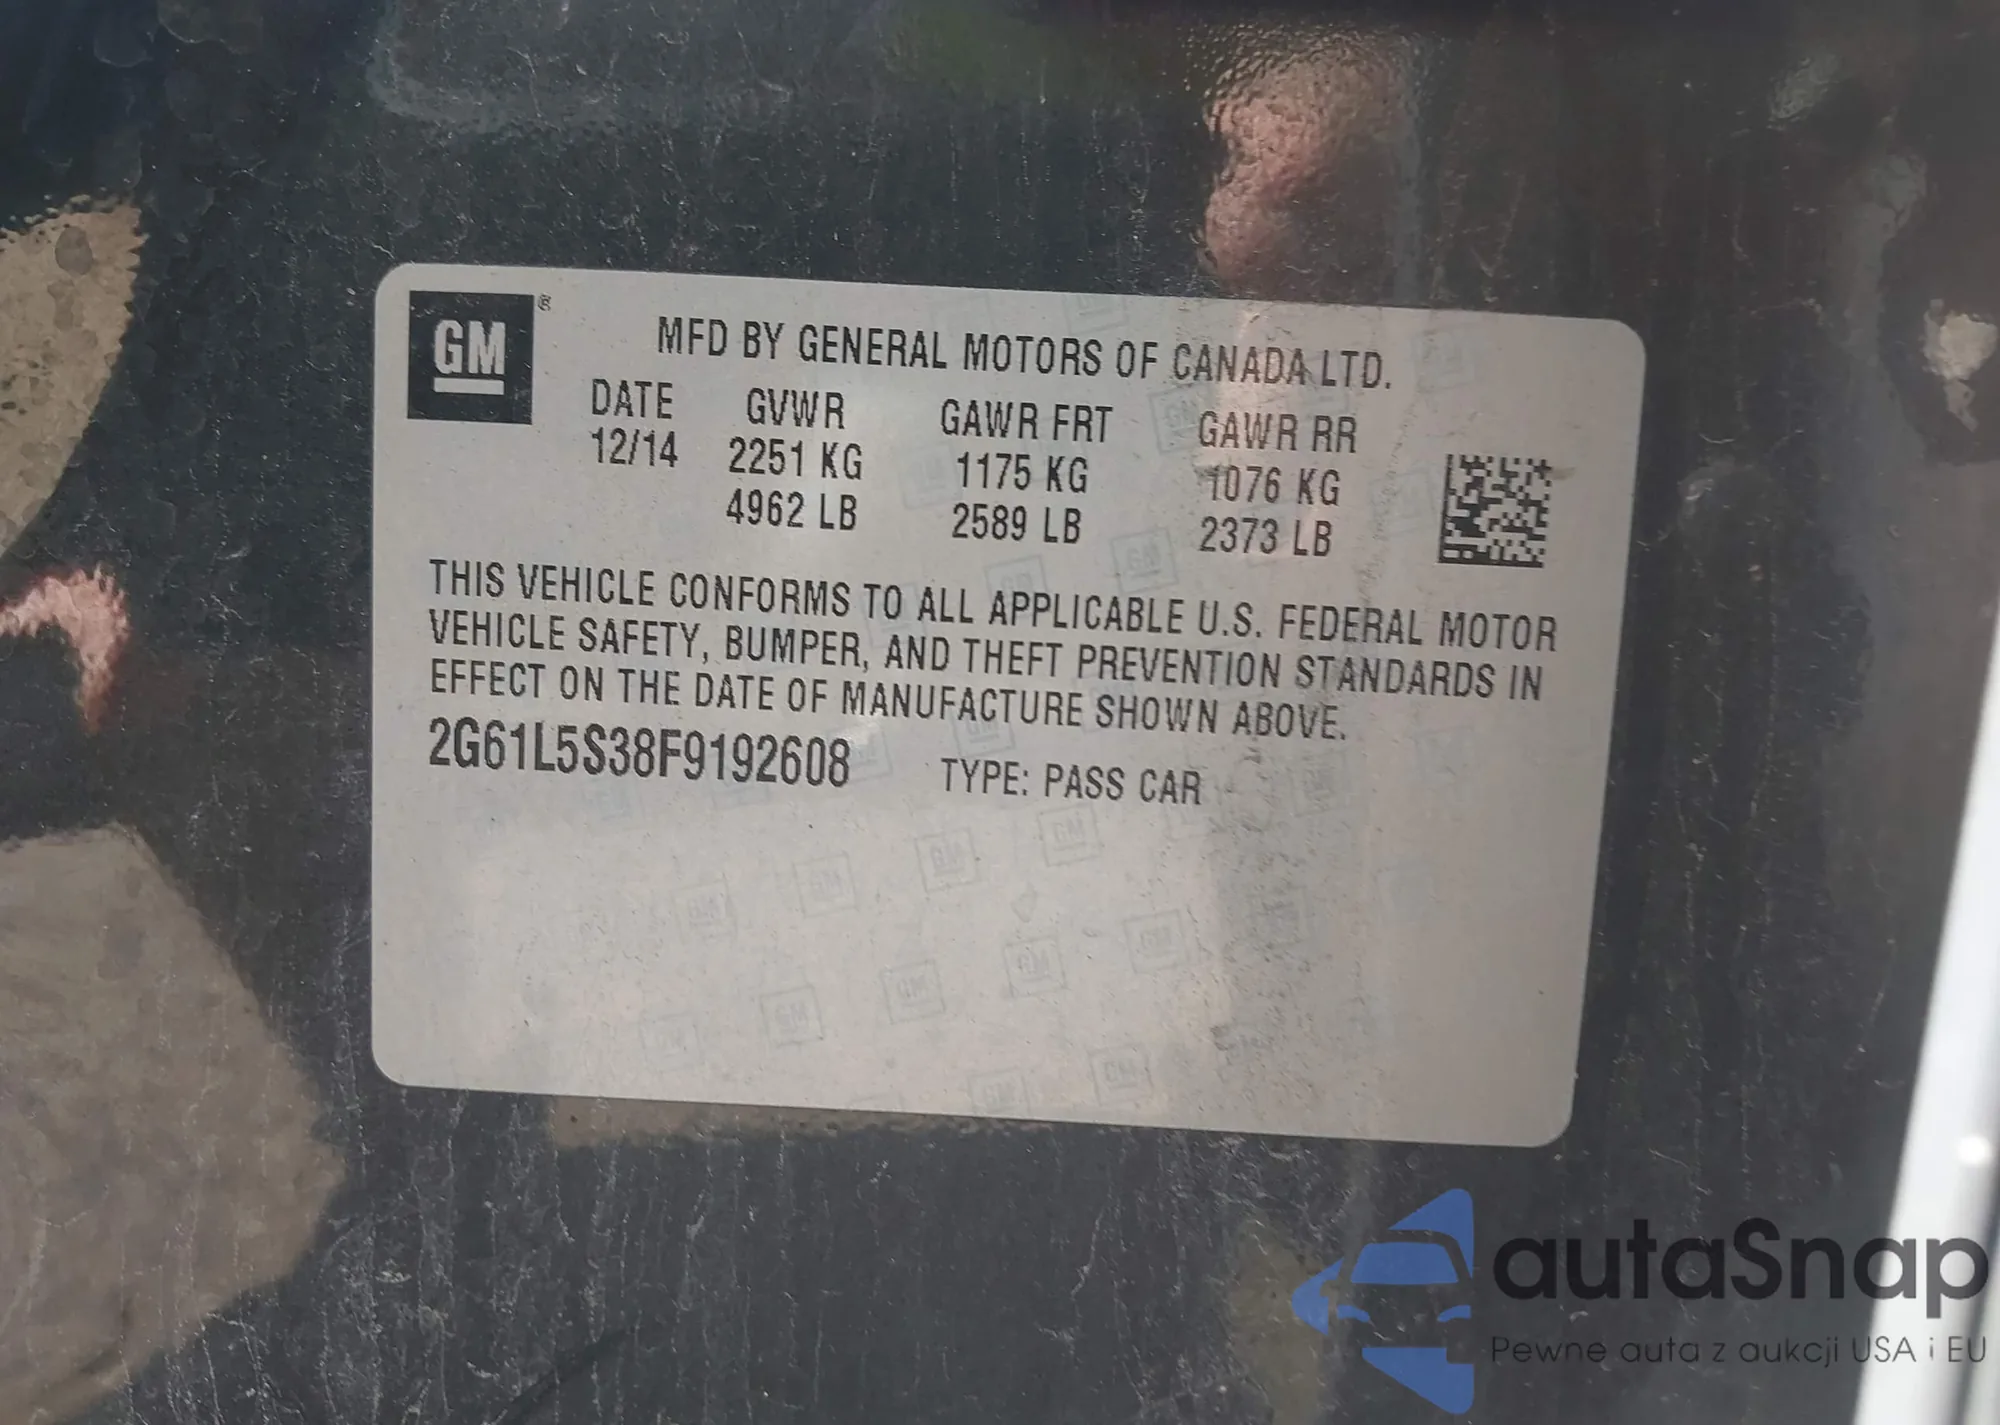 GM ®
MFD BY GENERAL MOTORS OF CANADA LTD.
DATE GVWR GAWR FRT GAWR RR
12/14 2251 KG 1175 KG 1076 KG
4962 LB 2589 LB 2373 LB
THIS VEHICLE CONFORMS TO ALL APPLICABLE U.S. FEDERAL MOTOR
VEHICLE SAFETY, BUMPER, AND THEFT PREVENTION STANDARDS IN
EFFECT ON THE DATE OF MANUFACTURE SHOWN ABOVE.
2G61L5S38F9192608 TYPE: PASS CAR
autaSnap
Pewne auta z aukcji USA i EU